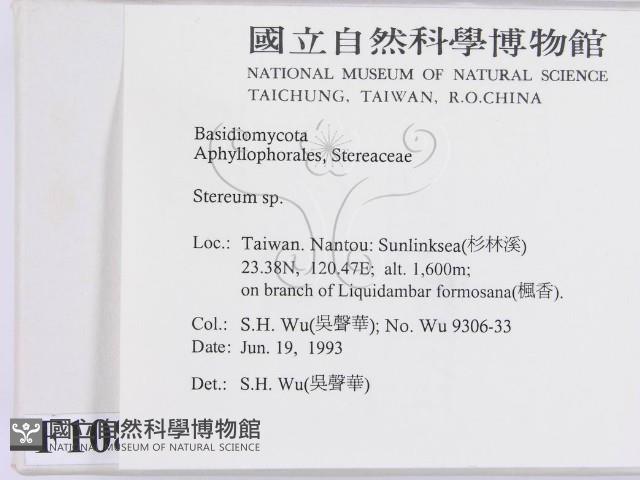 國立自然科學博物館
NATIONAL MUSEUM OF NATURAL SCIENCE
TAICHUNG, TAIWAN, R.O.CHINA
Basidiomycota
Aphyllophorales, Stereaceae
Stereum sp.
Loc.: Taiwan. Nantou: Sunlinksea(杉林溪)
23.38N, 120.47E; alt. 1,600m;
on branch of Liquidambar formosana(楓香).
Col.: S.H. Wu(吳聲華); No. Wu 9306-33
Date: Jun. 19, 1993
Det.: S.H. Wu(吳聲華)
國立自然科學博物館
NATIONAL MUSEUM OF NATURAL SCIENCE